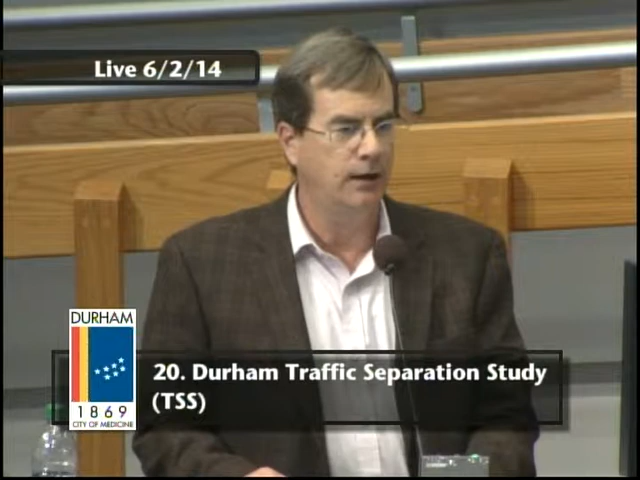 Live 6/2/14
DURHAM
1869
CITY OF MEDICINE
20. Durham Traffic Separation Study
(TSS)